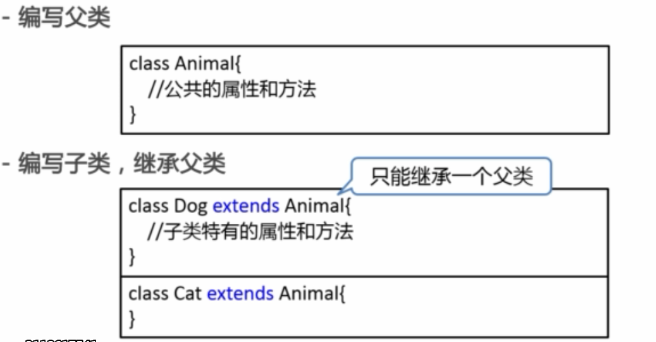 - 编写父类
class Animal{
//公共的属性和方法
}
- 编写子类，继承父类
只能继承一个父类
class Dog extends Animal{
//子类特有的属性和方法
}
class Cat extends Animal{
}